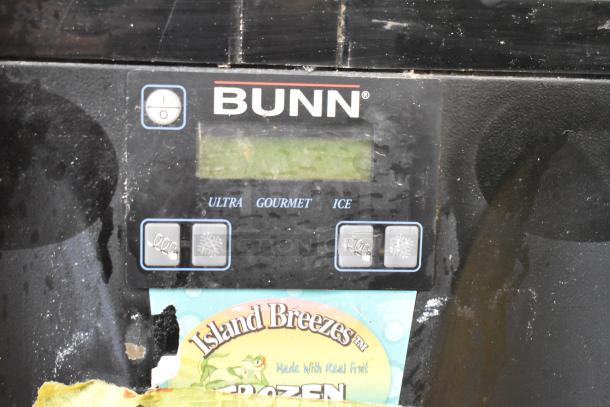 BUNN®
I
O
ULTRA GOURMET ICE
Island Breezes™
Made With Real Fruit
FROZEN